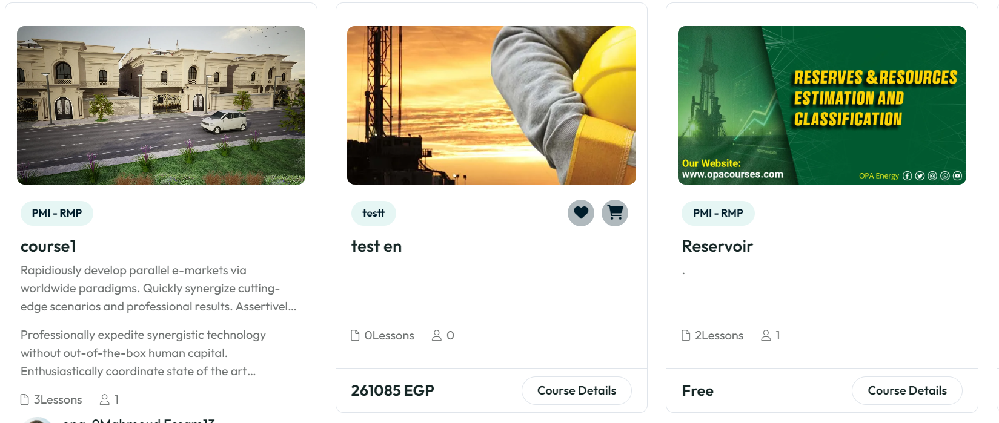 PMI - RMP
course1
Rapidiously develop parallel e-markets via
worldwide paradigms. Quickly synergize cutting-
edge scenarios and professional results. Assertivel...
Professionally expedite synergistic technology
without out-of-the-box human capital.
Enthusiastically coordinate state of the art...
3Lessons 1
testt
test en
0Lessons 0
261085 EGP Course Details
RESERVES & RESOURCES
ESTIMATION AND
CLASSIFICATION
Our Website:
www.opacourses.com
OPA Energy
PMI - RMP
Reservoir
.
2Lessons 1
Free Course Details